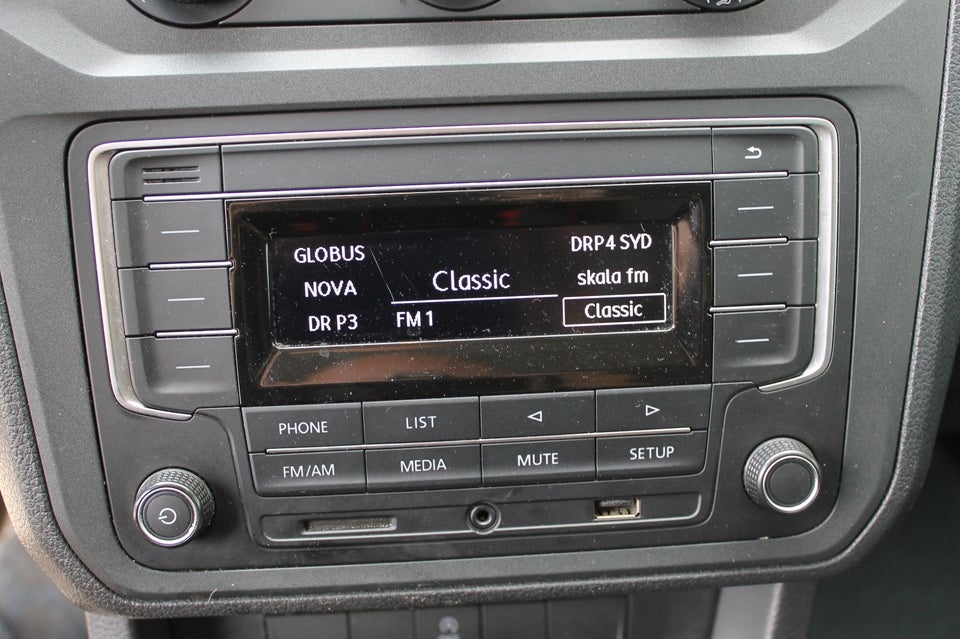 GLOBUS
NOVA
DR P3
Classic
FM 1
DRP4 SYD
skala fm
Classic
PHONE
LIST
FM/AM
MEDIA
MUTE
SETUP